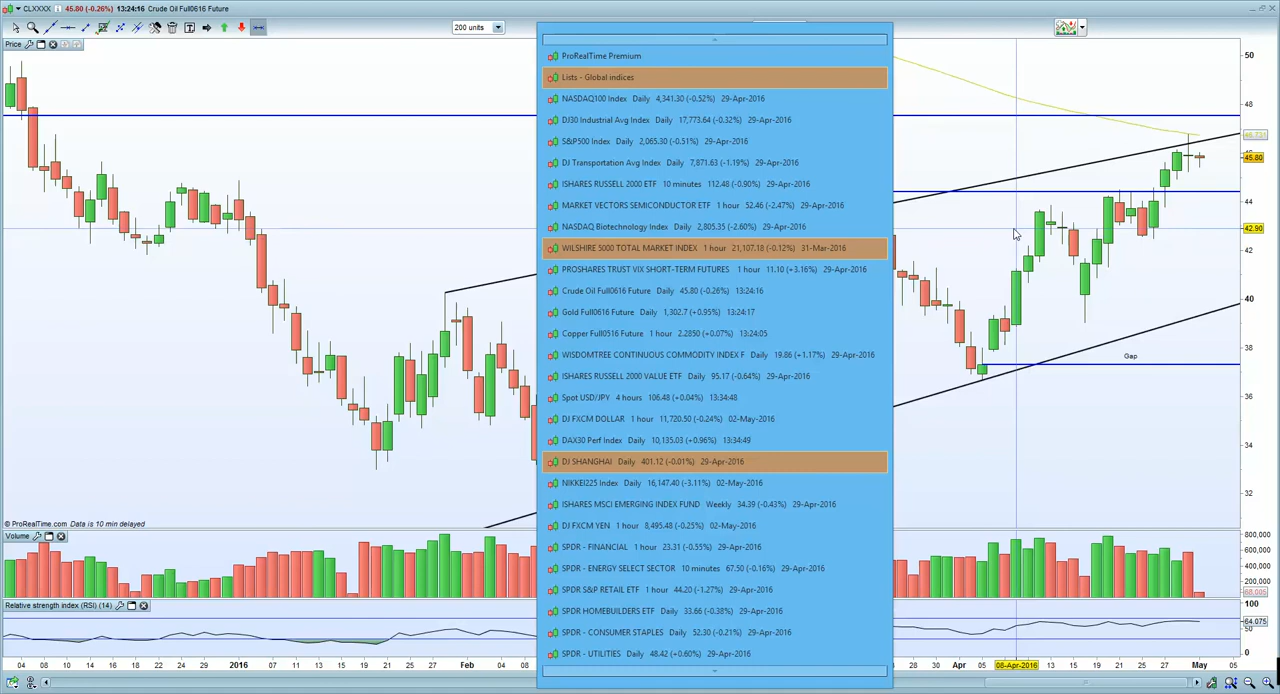 CLXXXX 45.80 (-0.26%) 13:24:16 Crude Oil Full0616 Future
200 units
Price
ProRealTime Premium
Lists - Global indices
NASDAQ100 Index Daily 4,341.30 (-0.52%) 29-Apr-2016
DJ30 Industrial Avg Index Daily 17,773.64 (-0.32%) 29-Apr-2016
S&P500 Index Daily 2,065.30 (-0.51%) 29-Apr-2016
DJ Transportation Avg Index Daily 7,871.63 (-1.19%) 29-Apr-2016
ISHARES RUSSELL 2000 ETF 10 minutes 112.48 (-0.90%) 29-Apr-2016
MARKET VECTORS SEMICONDUCTOR ETF 1 hour 52.46 (-2.47%) 29-Apr-2016
NASDAQ Biotechnology Index Daily 2,805.35 (-2.60%) 29-Apr-2016
WILSHIRE 5000 TOTAL MARKET INDEX 1 hour 21,107.18 (-0.12%) 31-Mar-2016
PROSHARES TRUST VIX SHORT-TERM FUTURES 1 hour 11.10 (+3.16%) 29-Apr-2016
Crude Oil Full0616 Future Daily 45.80 (-0.26%) 13:24:16
Gold Full0616 Future Daily 1,302.7 (+0.95%) 13:24:17
Copper Full0516 Future 1 hour 2.2850 (+0.07%) 13:24:05
WISDOMTREE CONTINUOUS COMMODITY INDEX F Daily 19.86 (+1.17%) 29-Apr-2016
ISHARES RUSSELL 2000 VALUE ETF Daily 95.17 (-0.64%) 29-Apr-2016
Spot USD/JPY 4 hours 106.48 (+0.04%) 13:34:48
DJ FXCM DOLLAR 1 hour 11,720.50 (-0.24%) 02-May-2016
DAX30 Perf Index Daily 10,135.03 (+0.96%) 13:34:49
DJ SHANGHAI Daily 401.12 (-0.01%) 29-Apr-2016
NIKKEI225 Index Daily 16,147.40 (-3.11%) 02-May-2016
ISHARES MSCI EMERGING INDEX FUND Weekly 34.39 (-0.43%) 29-Apr-2016
DJ FXCM YEN 1 hour 8,495.48 (-0.25%) 02-May-2016
SPDR - FINANCIAL 1 hour 23.31 (-0.55%) 29-Apr-2016
SPDR - ENERGY SELECT SECTOR 10 minutes 67.50 (-0.16%) 29-Apr-2016
SPDR S&P RETAIL ETF 1 hour 44.20 (-1.27%) 29-Apr-2016
SPDR HOMEBUILDERS ETF Daily 33.66 (-0.38%) 29-Apr-2016
SPDR - CONSUMER STAPLES Daily 52.30 (-0.21%) 29-Apr-2016
SPDR - UTILITIES Daily 48.42 (+0.60%) 29-Apr-2016
50
48
45.80
44
42.90
42
40
38
Gap
36
34
32
© ProRealTime.com Data is 10 min delayed
Volume
800,000
600,000
400,000
200,000
68,005
Relative strength index (RSI) (14)
100
64.075
50
0
04 08 10 15 17 22 24 29 2016 07 11 13 15 19 21 25 27 Feb 04 08 28 30 Apr 05 08-Apr-2016 13 15 19 21 25 27 May 05